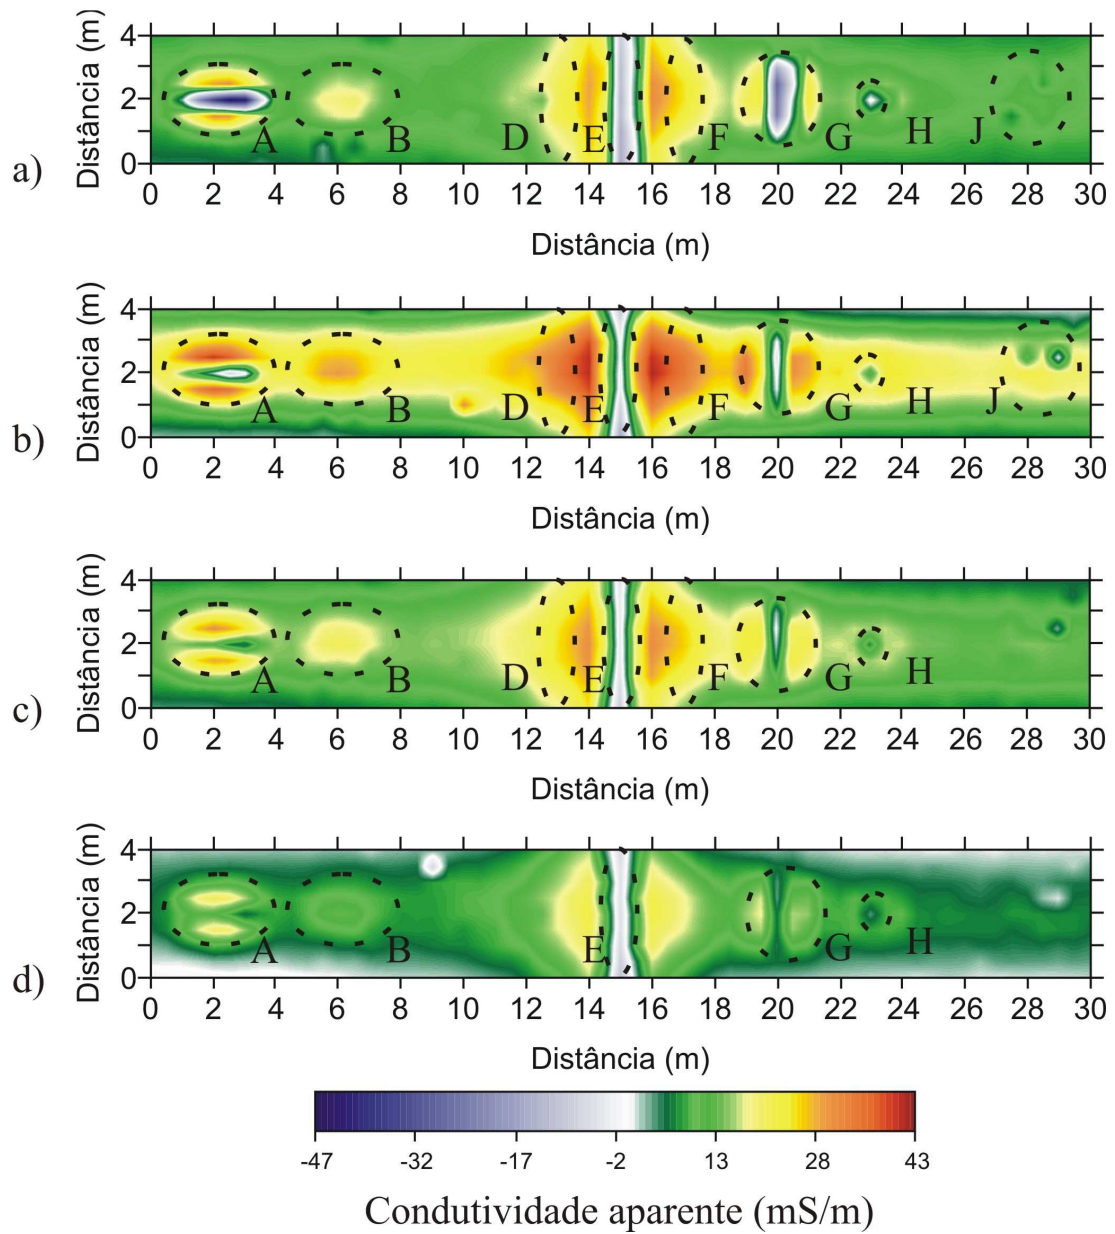 Distância (m)
4
2
0
A B D E F G H J
a)
0 2 4 6 8 10 12 14 16 18 20 22 24 26 28 30
Distância (m)
Distância (m)
4
2
0
A B D E F G H J
b)
0 2 4 6 8 10 12 14 16 18 20 22 24 26 28 30
Distância (m)
Distância (m)
4
2
0
A B D E F G H
c)
0 2 4 6 8 10 12 14 16 18 20 22 24 26 28 30
Distância (m)
Distância (m)
4
2
0
A B E G H
d)
0 2 4 6 8 10 12 14 16 18 20 22 24 26 28 30
Distância (m)
-47 -32 -17 -2 13 28 43
Condutividade aparente (mS/m)